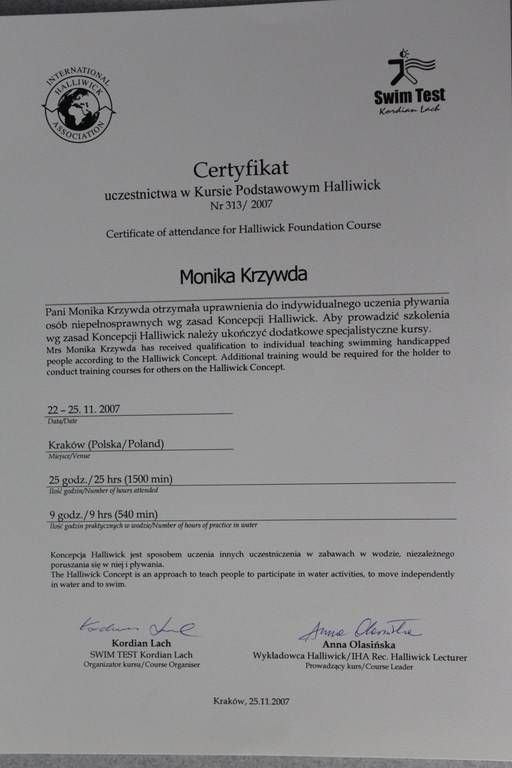 INTERNATIONAL
HALLIWICK
ASSOCIATION
Swim Test
Kordian Lach
Certyfikat
uczestnictwa w Kursie Podstawowym Halliwick
Nr 313/ 2007
Certificate of attendance for Halliwick Foundation Course
Monika Krzywda
Pani Monika Krzywda otrzymała uprawnienia do indywidualnego uczenia pływania
osób niepełnosprawnych wg zasad Koncepcji Halliwick. Aby prowadzić szkolenia
wg zasad Koncepcji Halliwick należy ukończyć dodatkowe specjalistyczne kursy.
Mrs Monika Krzywda has received qualification to individual teaching swimming handicapped
people according to the Halliwick Concept. Additional training would be required for the holder to
conduct training courses for others on the Halliwick Concept.
22 – 25. 11. 2007
Data/Date
Kraków (Polska/Poland)
Miejsce/Venue
25 godz./25 hrs (1500 min)
Ilość godzin/Number of hours attended
9 godz./9 hrs (540 min)
Ilość godzin praktycznych w wodzie/Number of hours of practice in water
Koncepcja Halliwick jest sposobem uczenia innych uczestniczenia w zabawach w wodzie, niezależnego
poruszania się w niej i pływania.
The Halliwick Concept is an approach to teach people to participate in water activities, to move independently
in water and to swim.
Kordian Lach
Anna Olasińska
Kordian Lach
Anna Olasińska
SWIM TEST Kordian Lach
Wykładowca Halliwick/IHA Rec. Halliwick Lecturer
Organizator kursu/Course Organiser
Prowadzący kurs/Course Leader
Kraków, 25.11.2007